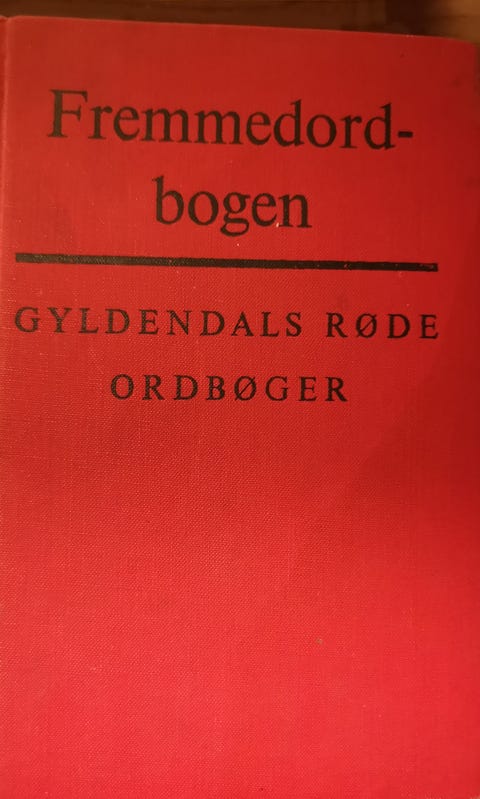 Fremmedord-
bogen
GYLDENDALS RØDE
ORDBØGER